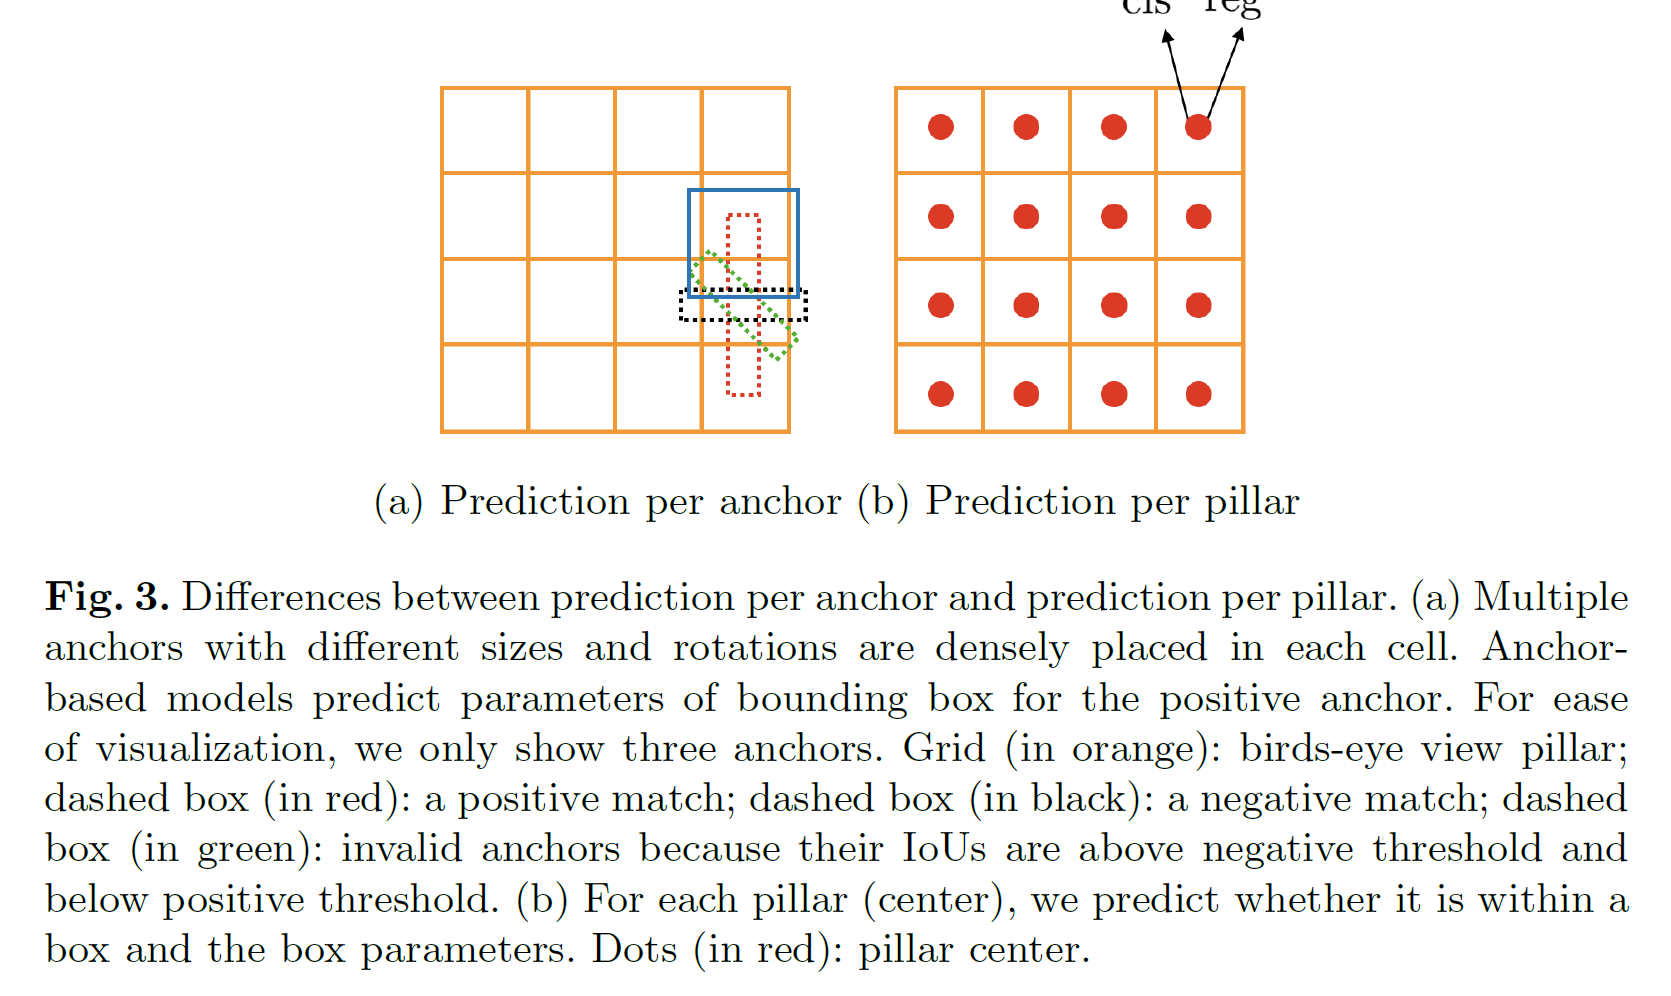 cls reg
(a) Prediction per anchor (b) Prediction per pillar
Fig. 3. Differences between prediction per anchor and prediction per pillar. (a) Multiple
anchors with different sizes and rotations are densely placed in each cell. Anchor-
based models predict parameters of bounding box for the positive anchor. For ease
of visualization, we only show three anchors. Grid (in orange): birds-eye view pillar;
dashed box (in red): a positive match; dashed box (in black): a negative match; dashed
box (in green): invalid anchors because their IoUs are above negative threshold and
below positive threshold. (b) For each pillar (center), we predict whether it is within a
box and the box parameters. Dots (in red): pillar center.